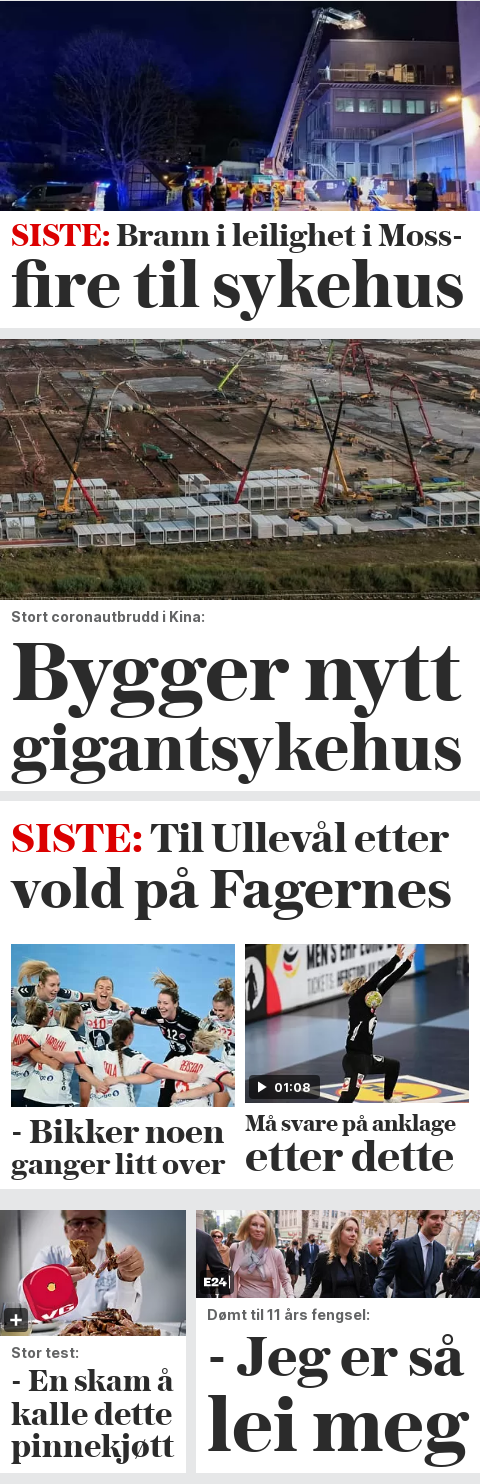 SISTE: Brann i leilighet i Moss-
fire til sykehus
Stort coronautbrudd i Kina:
Bygger nytt
gigantsykehus
SISTE: Til Ullevål etter
vold på Fagernes
MEN'S EHF EURO
TICKETS:
01:08
- Bikker noen
ganger litt over
Må svare på anklage
etter dette
VG
E24
Stor test:
- En skam å
kalle dette
pinnekjøtt
Dømt til 11 års fengsel:
- Jeg er så
lei meg